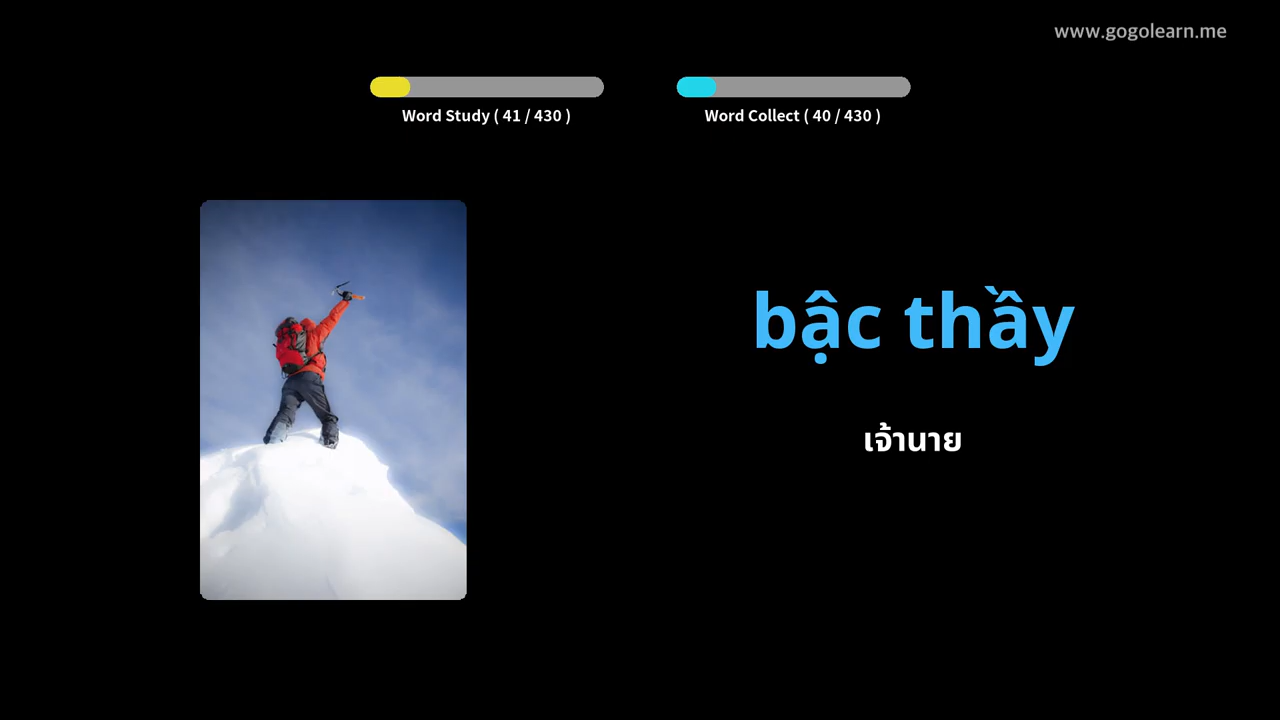 www.gogolearn.me
Word Study ( 41 / 430 )
Word Collect ( 40 / 430 )
bậc thầy
เจ้านาย